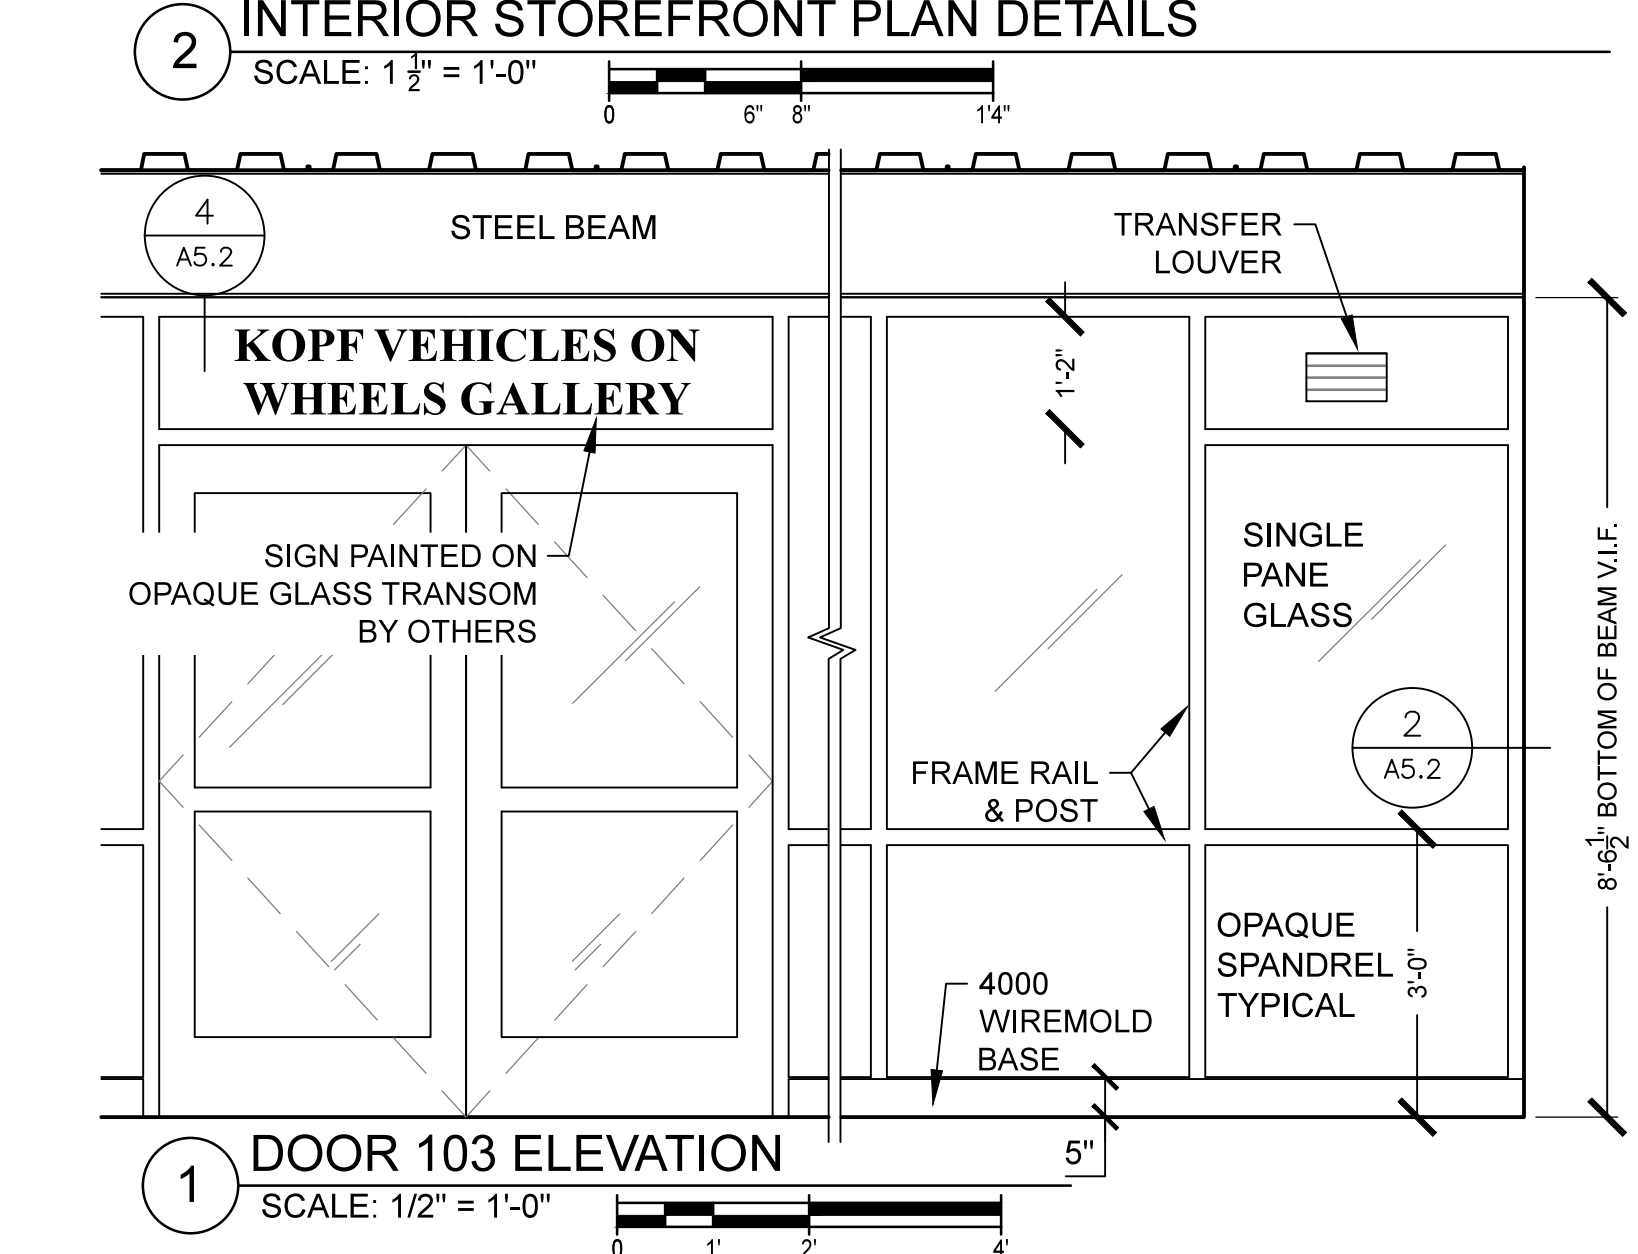 2
INTERIOR STOREFRONT PLAN DETAILS
SCALE: 1 1/2" = 1'-0"
0 6" 8" 1'4"
4
A5.2
STEEL BEAM
TRANSFER
LOUVER
KOPF VEHICLES ON
WHEELS GALLERY
1'-2"
SIGN PAINTED ON
OPAQUE GLASS TRANSOM
BY OTHERS
SINGLE
PANE
GLASS
8'-6 1/2" BOTTOM OF BEAM V.I.F.
2
A5.2
FRAME RAIL
& POST
OPAQUE
SPANDREL
TYPICAL
3'-0"
4000
WIREMOLD
BASE
5"
1
DOOR 103 ELEVATION
SCALE: 1/2" = 1'-0"
0 1' 2' 4'